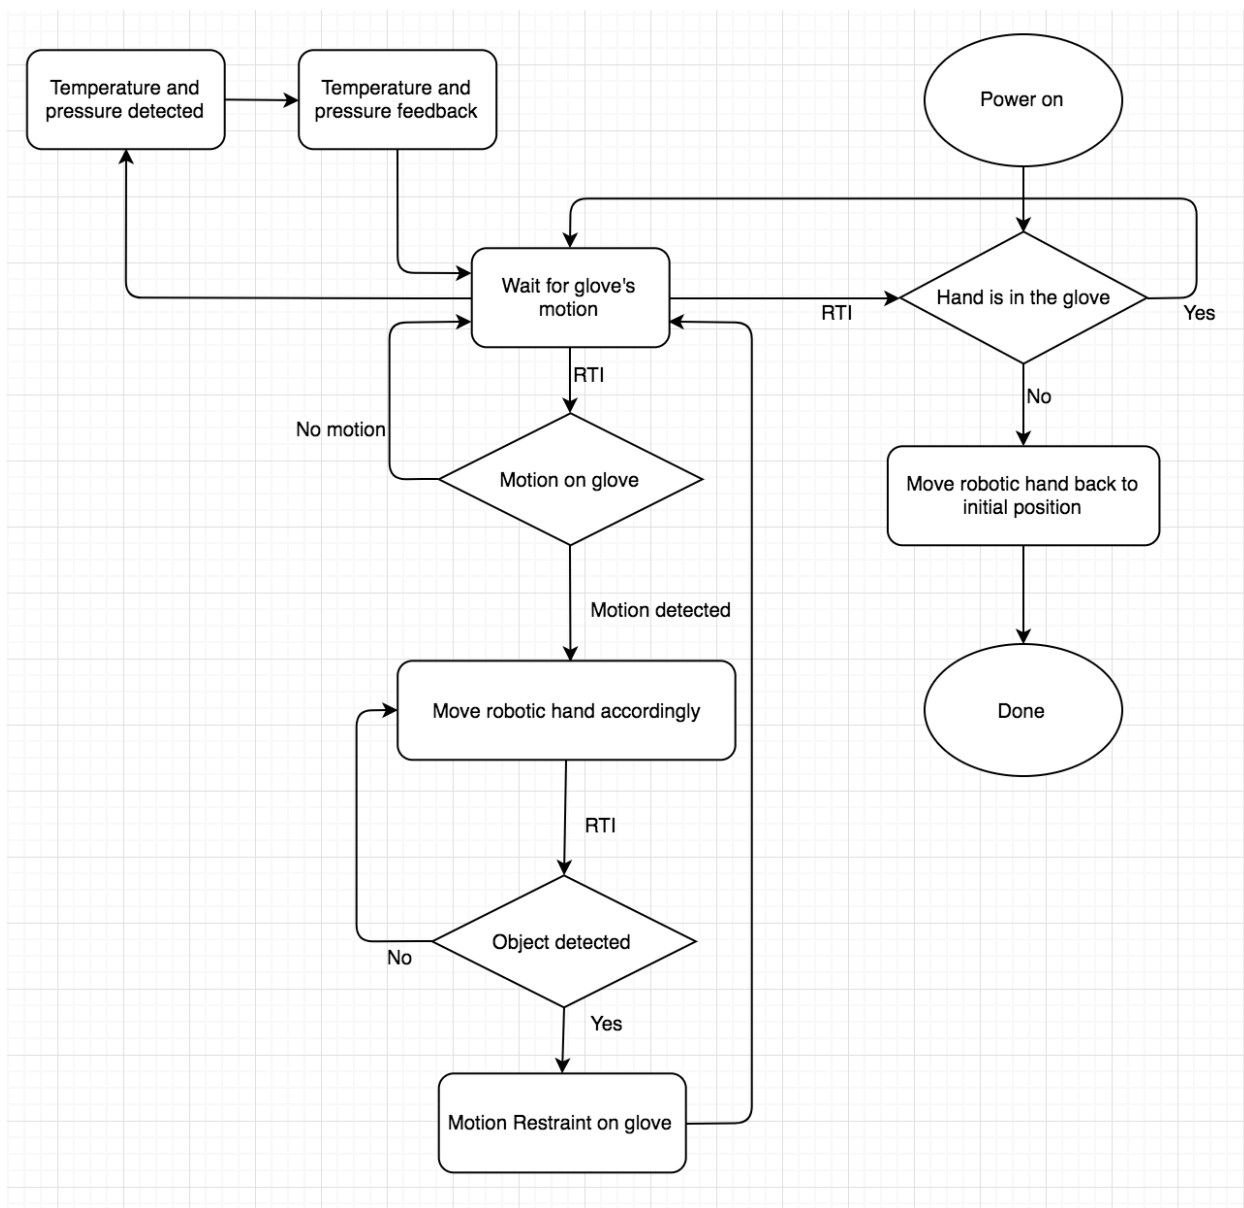 Temperature and
pressure detected
Temperature and
pressure feedback
Power on
Wait for glove's
motion
RTI
Hand is in the glove
Yes
RTI
No
No motion
Motion on glove
Move robotic hand back to
initial position
Motion detected
Move robotic hand accordingly
Done
RTI
Object detected
No
Yes
Motion Restraint on glove